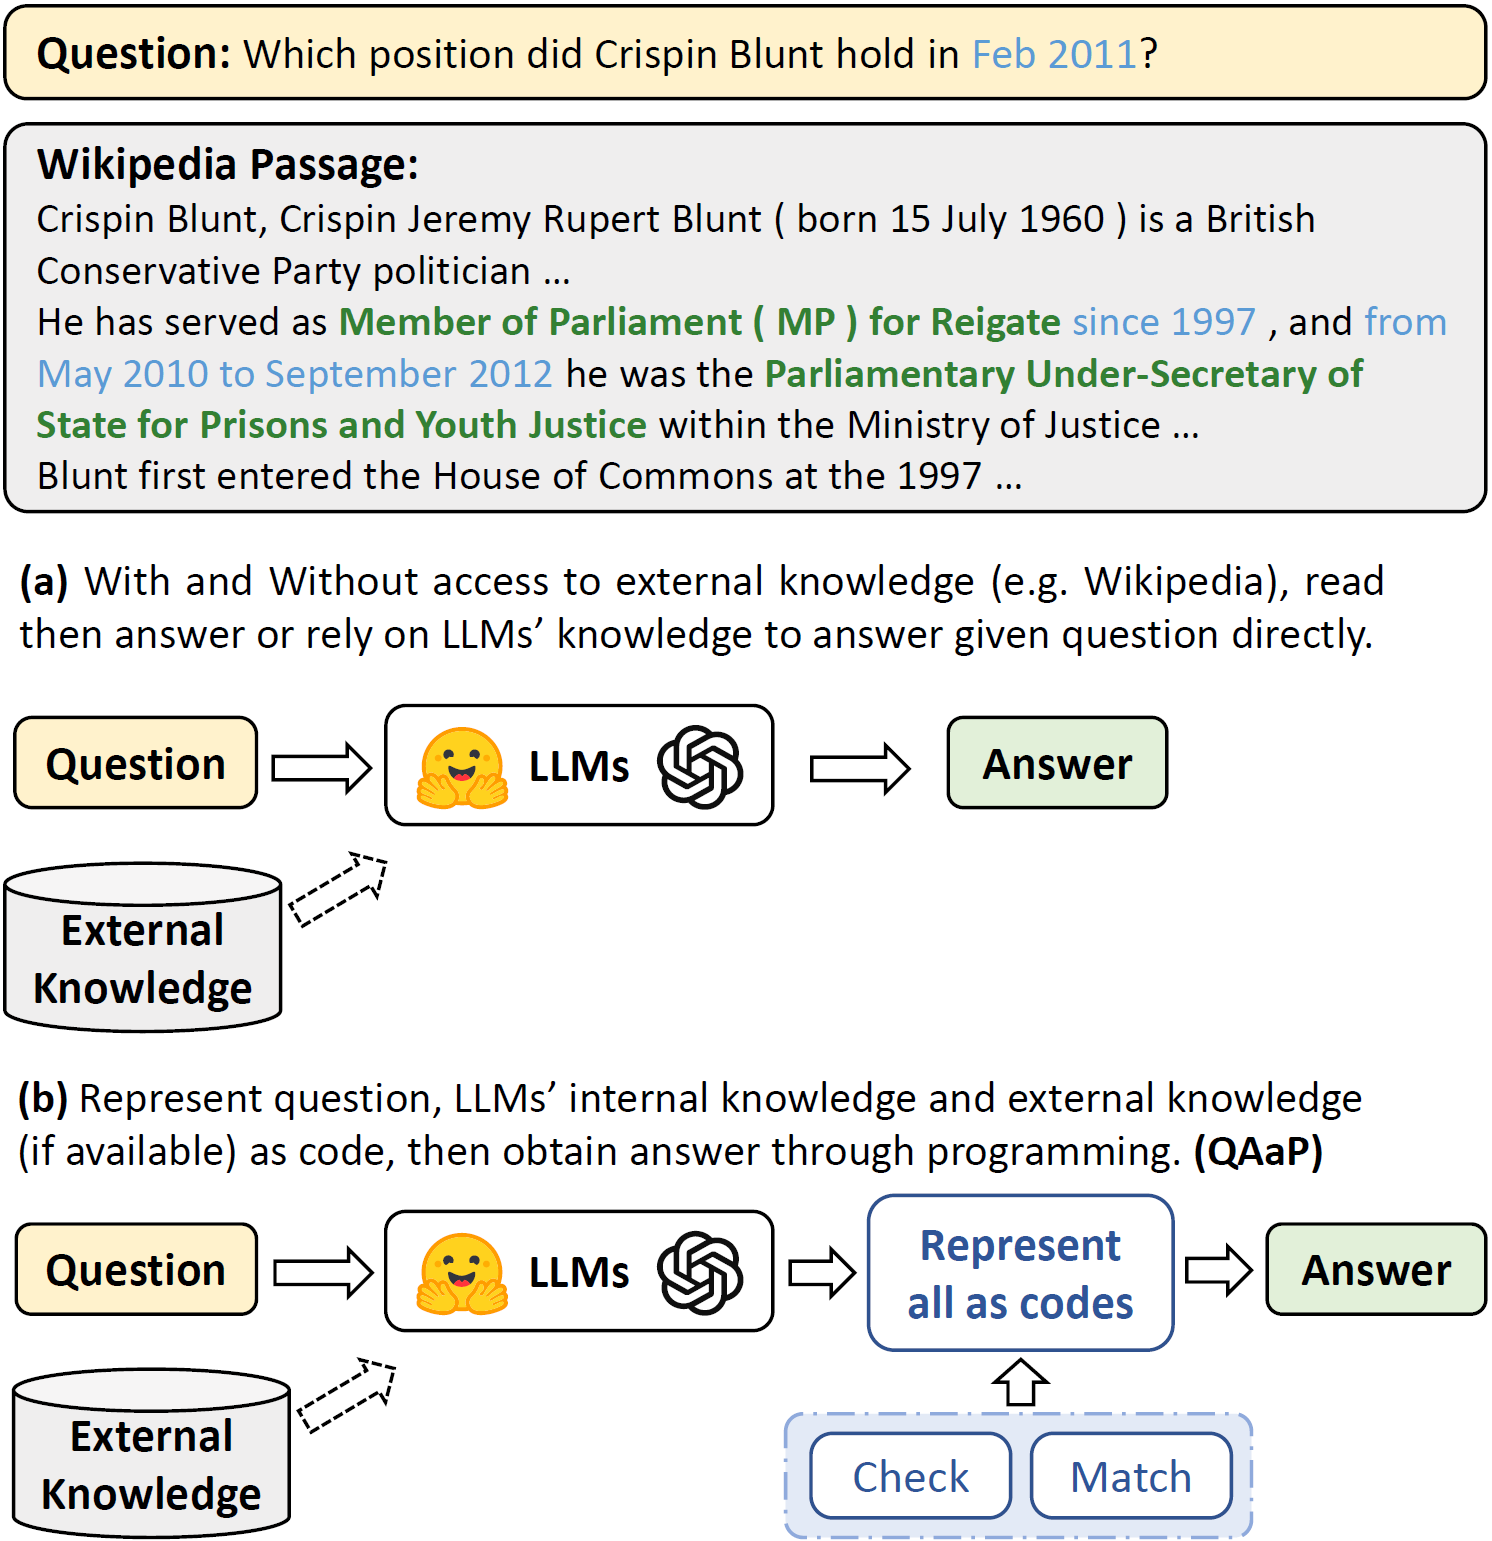 Question: Which position did Crispin Blunt hold in Feb 2011?
Wikipedia Passage:
Crispin Blunt, Crispin Jeremy Rupert Blunt ( born 15 July 1960 ) is a British
Conservative Party politician ...
He has served as Member of Parliament ( MP ) for Reigate since 1997 , and from
May 2010 to September 2012 he was the Parliamentary Under-Secretary of
State for Prisons and Youth Justice within the Ministry of Justice ...
Blunt first entered the House of Commons at the 1997 ...
(a) With and Without access to external knowledge (e.g. Wikipedia), read
then answer or rely on LLMs’ knowledge to answer given question directly.
Question
LLMs
Answer
External
Knowledge
(b) Represent question, LLMs’ internal knowledge and external knowledge
(if available) as code, then obtain answer through programming. (QAaP)
Question
LLMs
Represent
all as codes
Answer
External
Knowledge
Check
Match